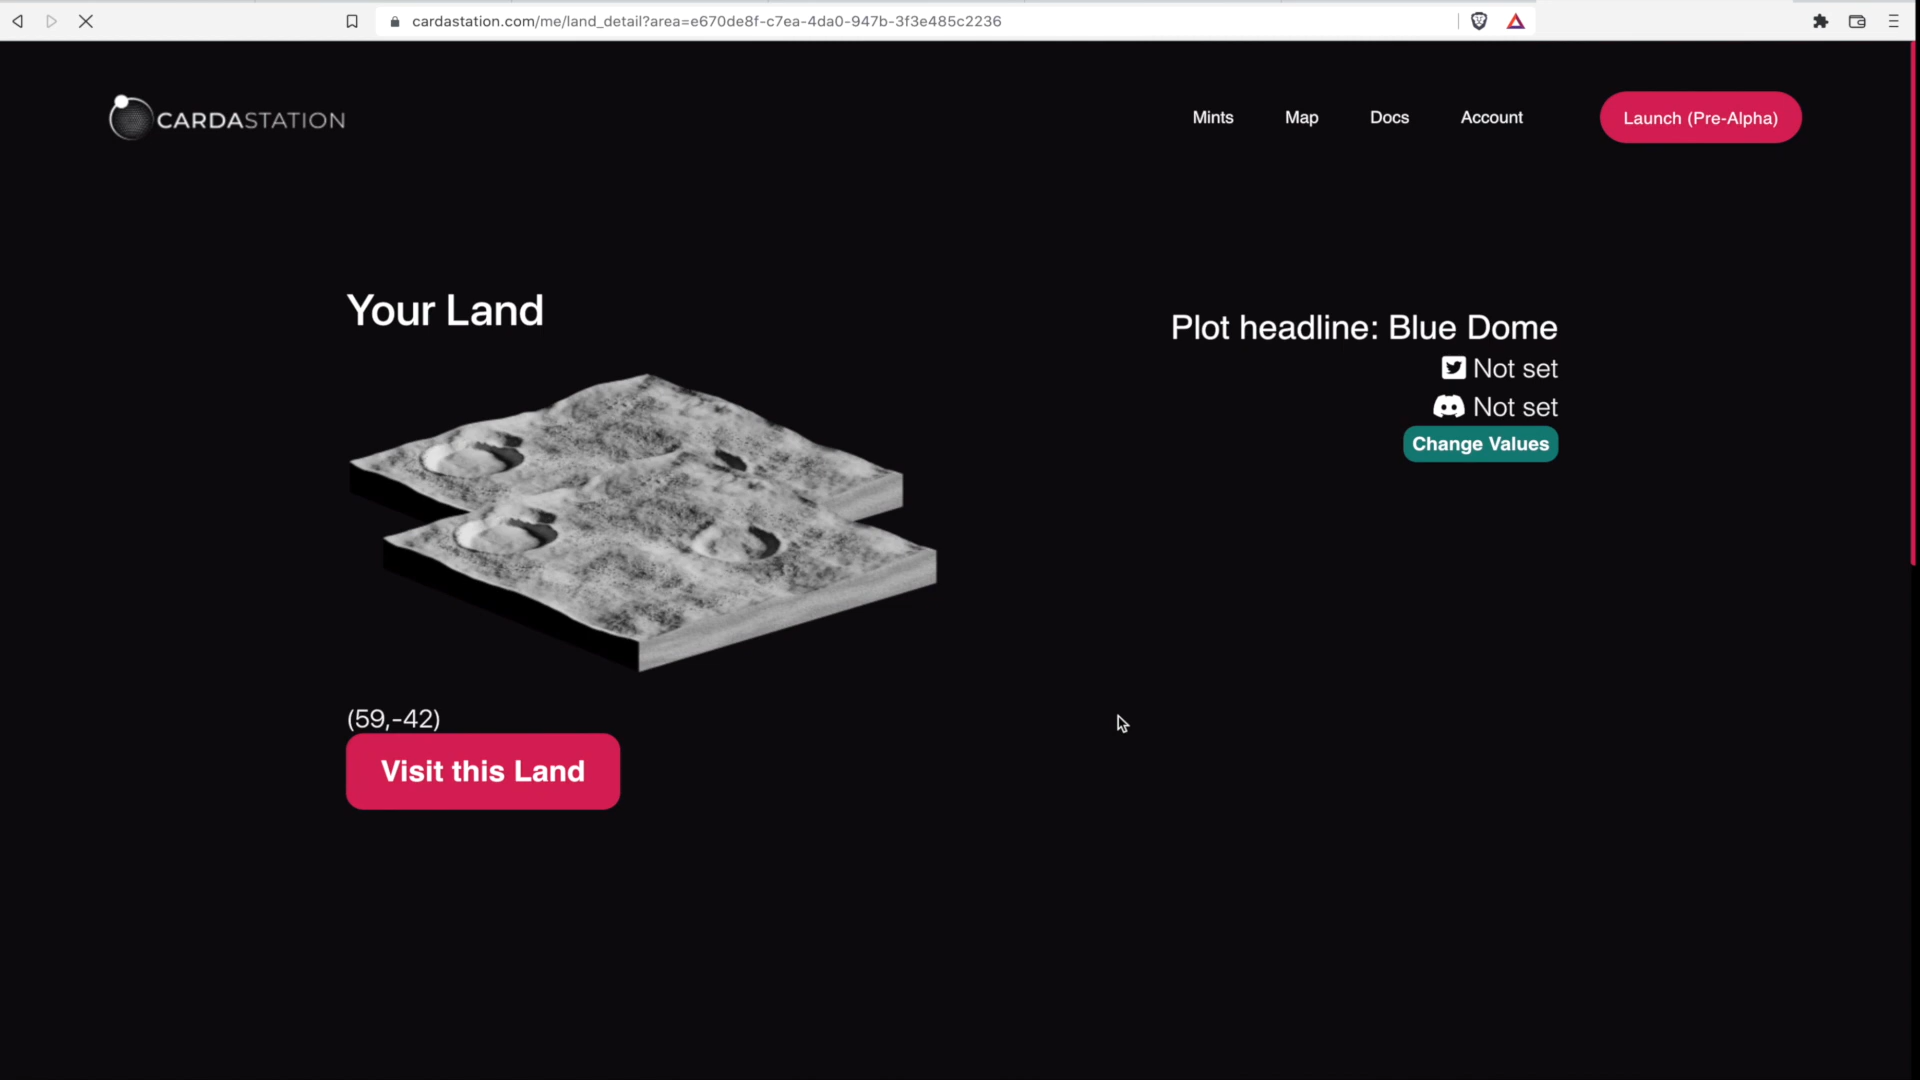 cardastation.com/me/land_detail?area=e670de8f-c7ea-4da0-947b-3f3e485c2236
CARDASTATION
Mints
Map
Docs
Account
Launch (Pre-Alpha)
Your Land
Plot headline: Blue Dome
Not set
Not set
Change Values
(59,-42)
Visit this Land